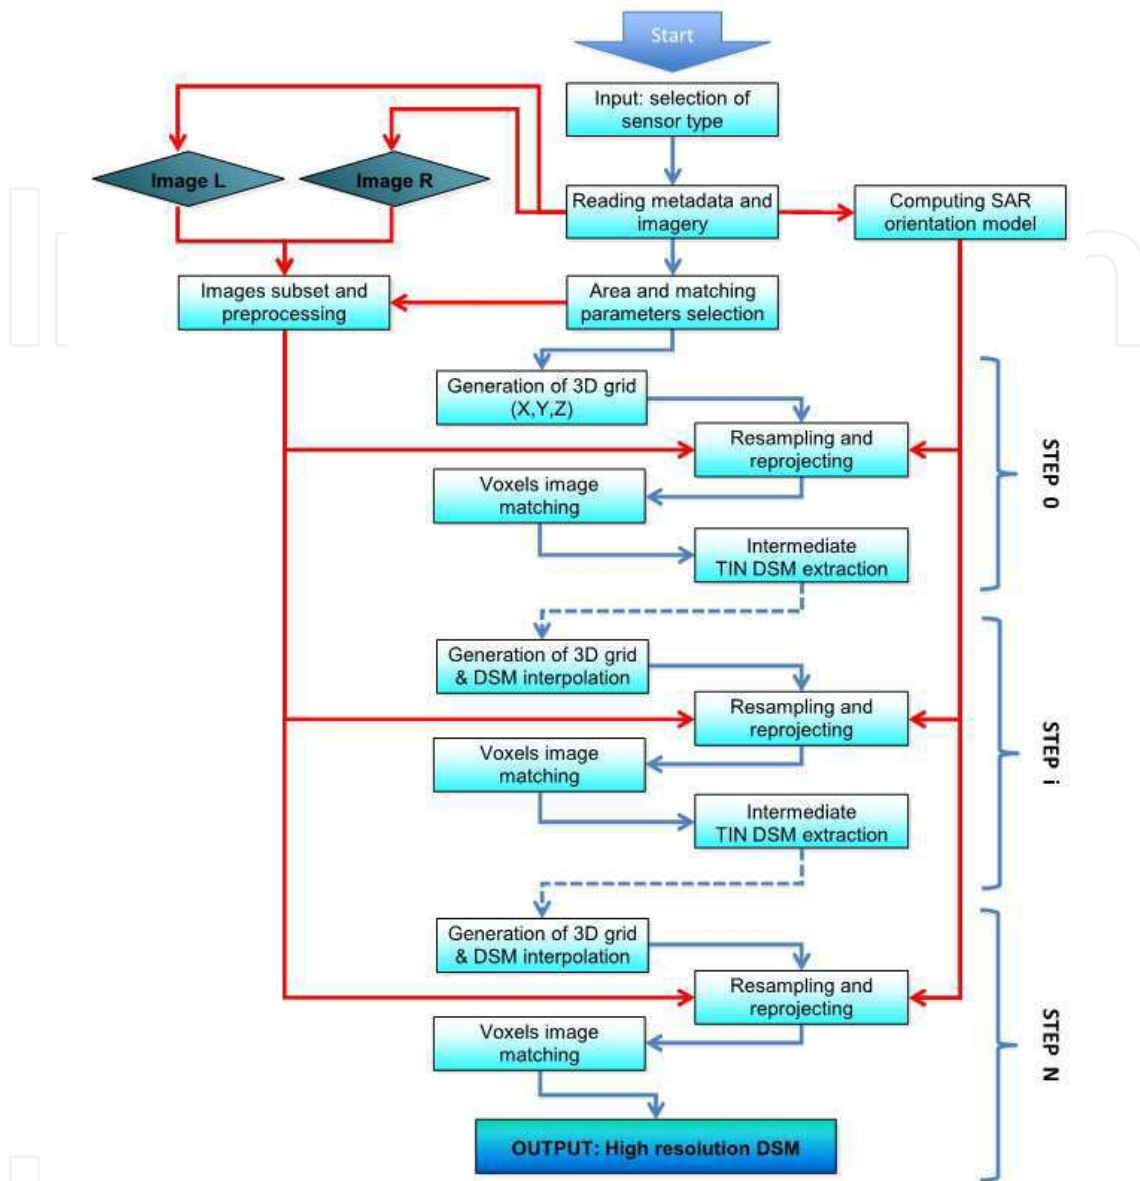 Start
Input: selection of
sensor type
Image L
Image R
Reading metadata and
imagery
Computing SAR
orientation model
Images subset and
preprocessing
Area and matching
parameters selection
Generation of 3D grid
(X,Y,Z)
Resampling and
reprojecting
Voxels image
matching
Intermediate
TIN DSM extraction
STEP 0
Generation of 3D grid
& DSM interpolation
Resampling and
reprojecting
Voxels image
matching
Intermediate
TIN DSM extraction
STEP i
Generation of 3D grid
& DSM interpolation
Resampling and
reprojecting
Voxels image
matching
STEP N
OUTPUT: High resolution DSM